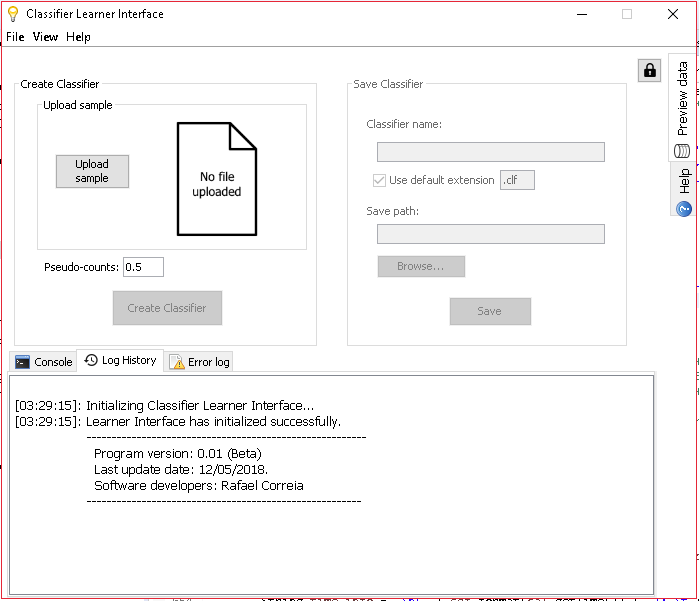 Classifier Learner Interface
File View Help
Create Classifier
Upload sample
Upload
sample
No file
uploaded
Pseudo-counts: 0.5
Create Classifier
Save Classifier
Classifier name:
Use default extension .clf
Save path:
Browse...
Save
Preview data
Help
Console Log History Error log
[03:29:15]: Initializing Classifier Learner Interface...
[03:29:15]: Learner Interface has initialized successfully.
------------------------------------------------------
Program version: 0.01 (Beta)
Last update date: 12/05/2018.
Software developers: Rafael Correia
-----------------------------------------------------